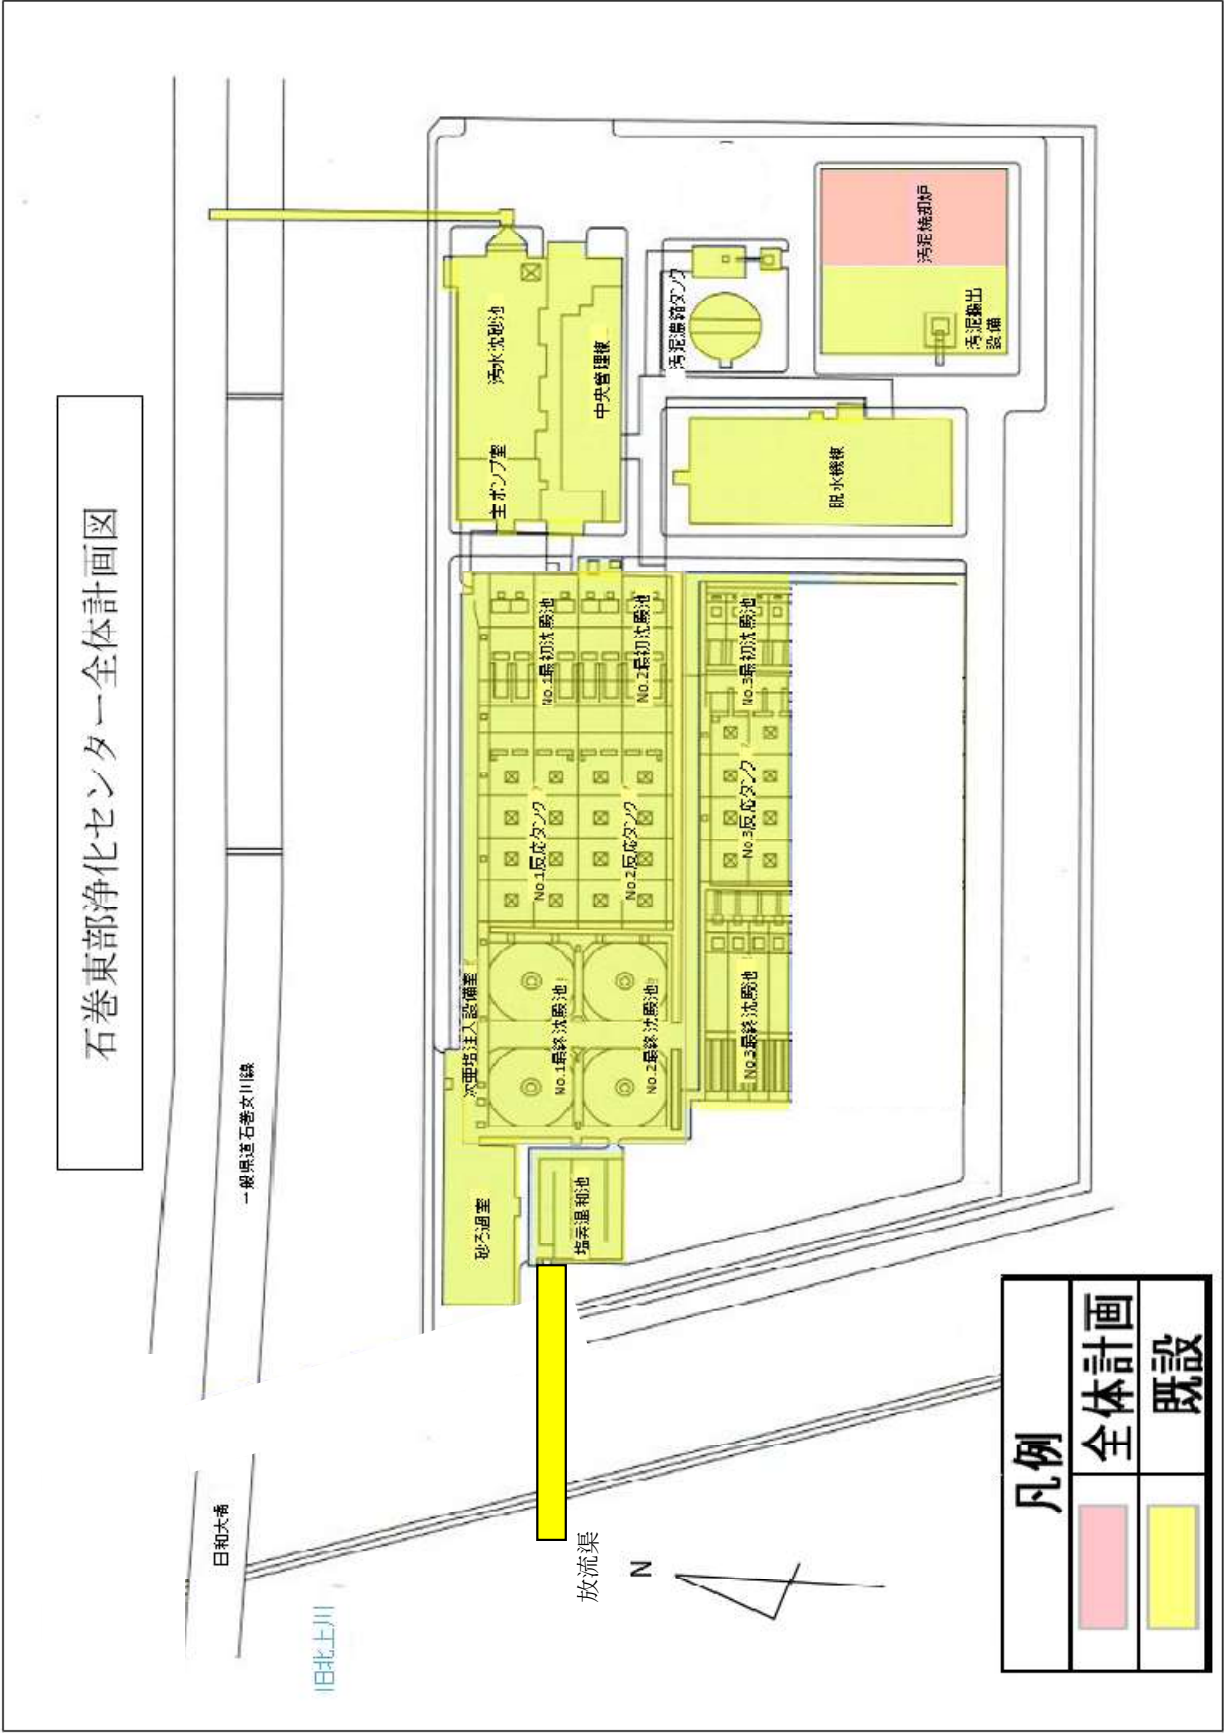 石巻東部浄化センター全体計画図
一般県道石巻女川線
日和大橋
旧北上川
汚水沈砂池
主ポンプ室
中央管理棟
汚泥濃縮タンク
汚泥焼却炉
汚泥搬出
設備
脱水機棟
No.1最初沈殿池
No.2最初沈殿池
No.3最初沈殿池
No.1反応タンク
No.2反応タンク
No.3反応タンク
次亜塩注入設備室
No.1最終沈殿池
No.2最終沈殿池
No.3最終沈殿池
砂ろ過室
塩素混和池
放流渠
N
凡例
全体計画
既設